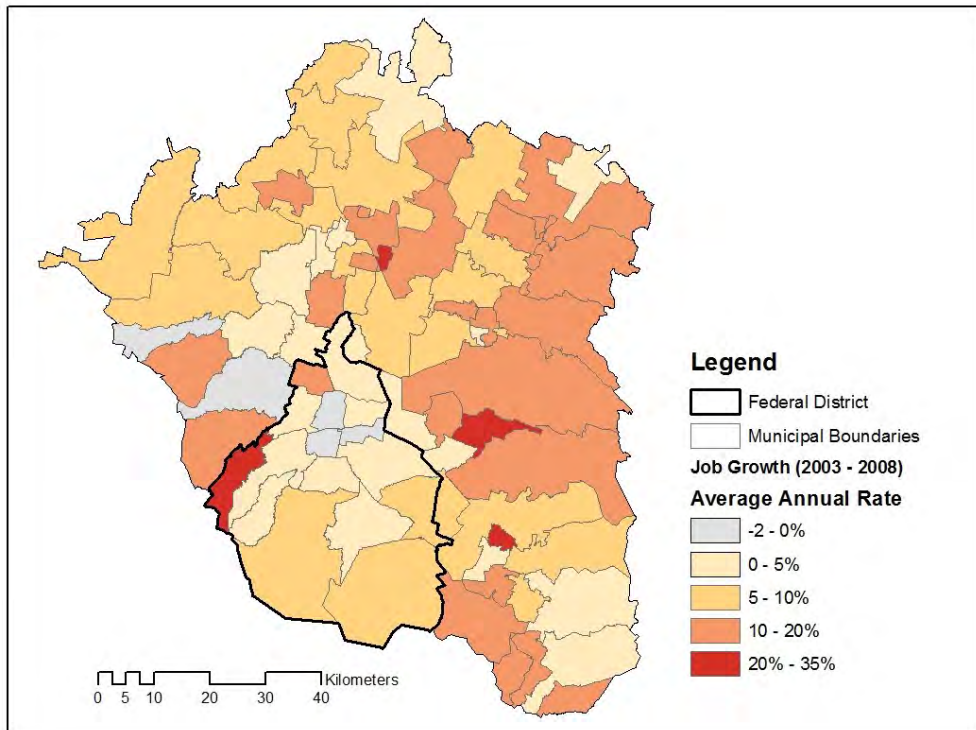 Legend
Federal District
Municipal Boundaries
Job Growth (2003 - 2008)
Average Annual Rate
-2 - 0%
0 - 5%
5 - 10%
10 - 20%
20% - 35%
Kilometers
0 5 10 20 30 40